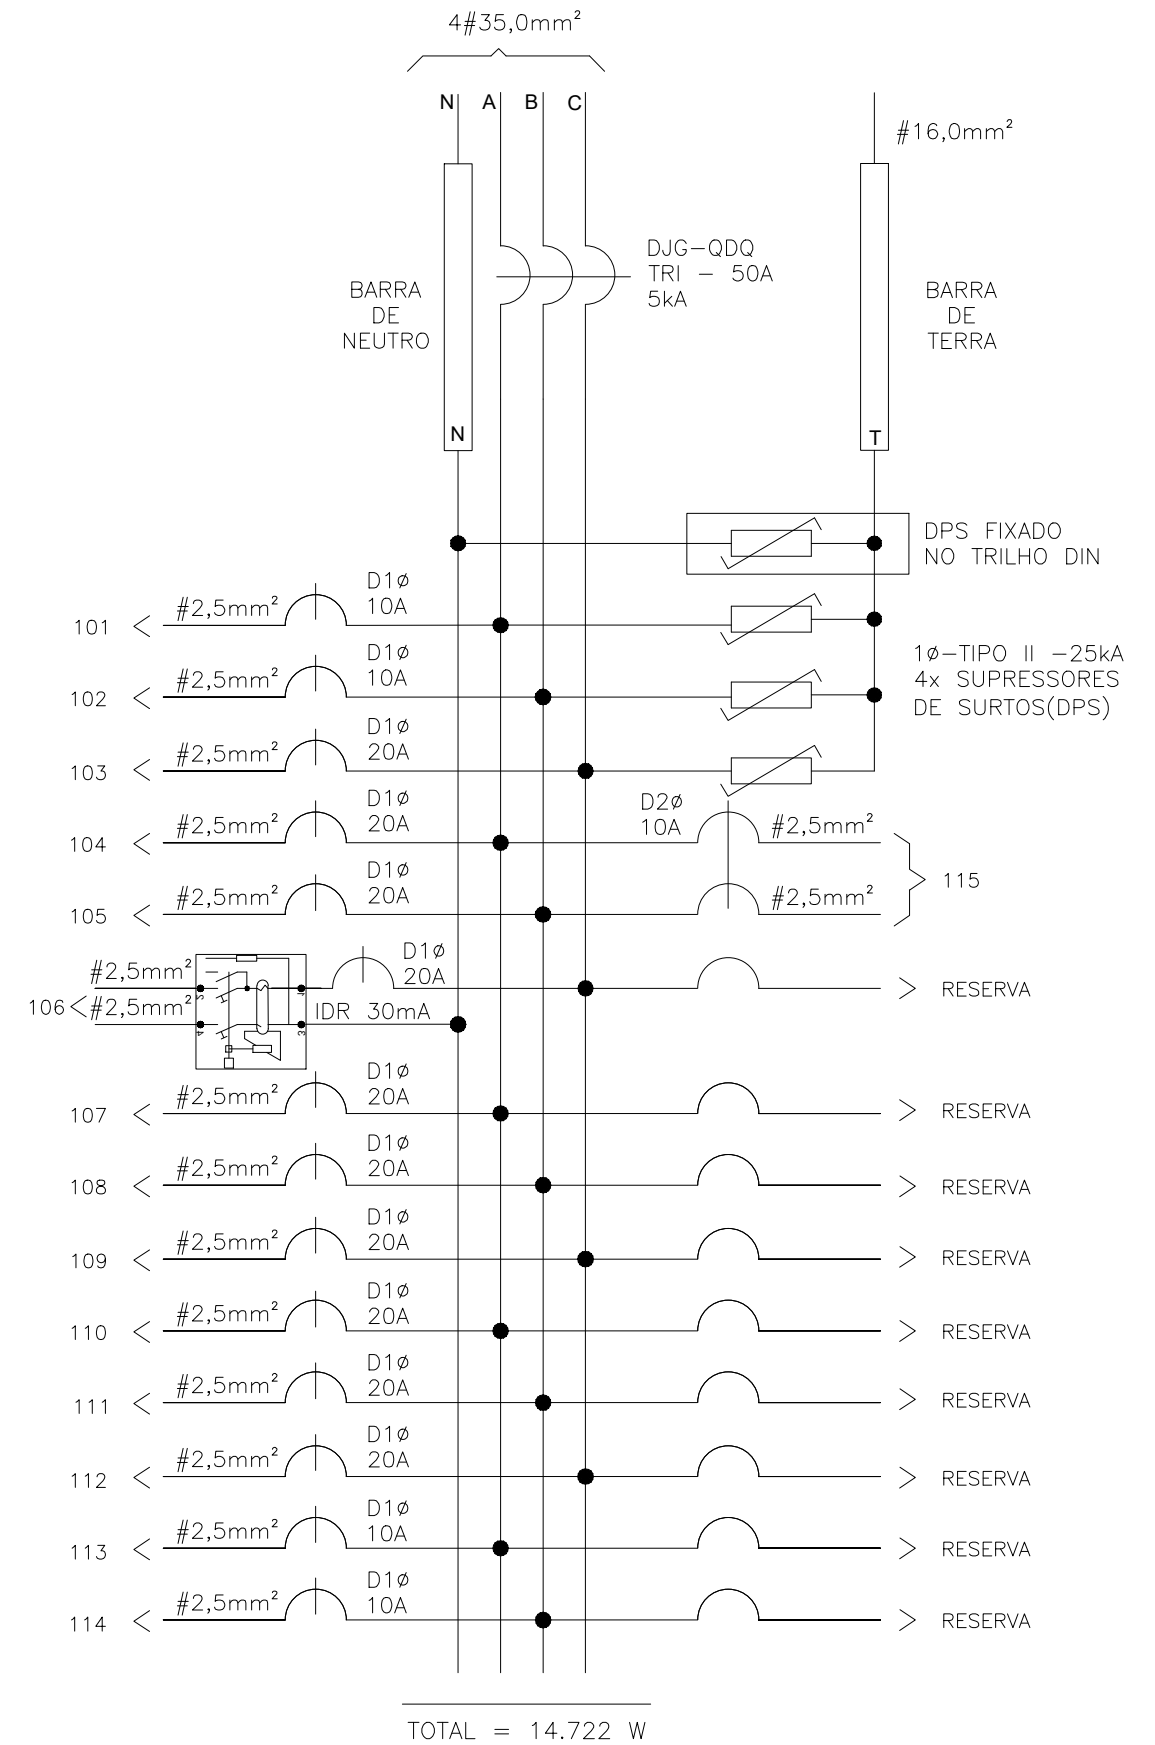 4#35,0mm²
N A B C
#16,0mm²
DJG-QDQ
TRI - 50A
5kA
BARRA
DE
NEUTRO
BARRA
DE
TERRA
N
T
DPS FIXADO
NO TRILHO DIN
1ø-TIPO II -25kA
4x SUPRESSORES
DE SURTOS(DPS)
101 #2,5mm² D1ø
10A
102 #2,5mm² D1ø
10A
103 #2,5mm² D1ø
20A
104 #2,5mm² D1ø
20A
D2ø
10A
#2,5mm²
105 #2,5mm² D1ø
20A
#2,5mm²
115
106 #2,5mm²
#2,5mm²
2 1
4 3
D1ø
20A
IDR 30mA
RESERVA
107 #2,5mm² D1ø
20A
RESERVA
108 #2,5mm² D1ø
20A
RESERVA
109 #2,5mm² D1ø
20A
RESERVA
110 #2,5mm² D1ø
20A
RESERVA
111 #2,5mm² D1ø
20A
RESERVA
112 #2,5mm² D1ø
20A
RESERVA
113 #2,5mm² D1ø
10A
RESERVA
114 #2,5mm² D1ø
10A
RESERVA
TOTAL = 14.722 W